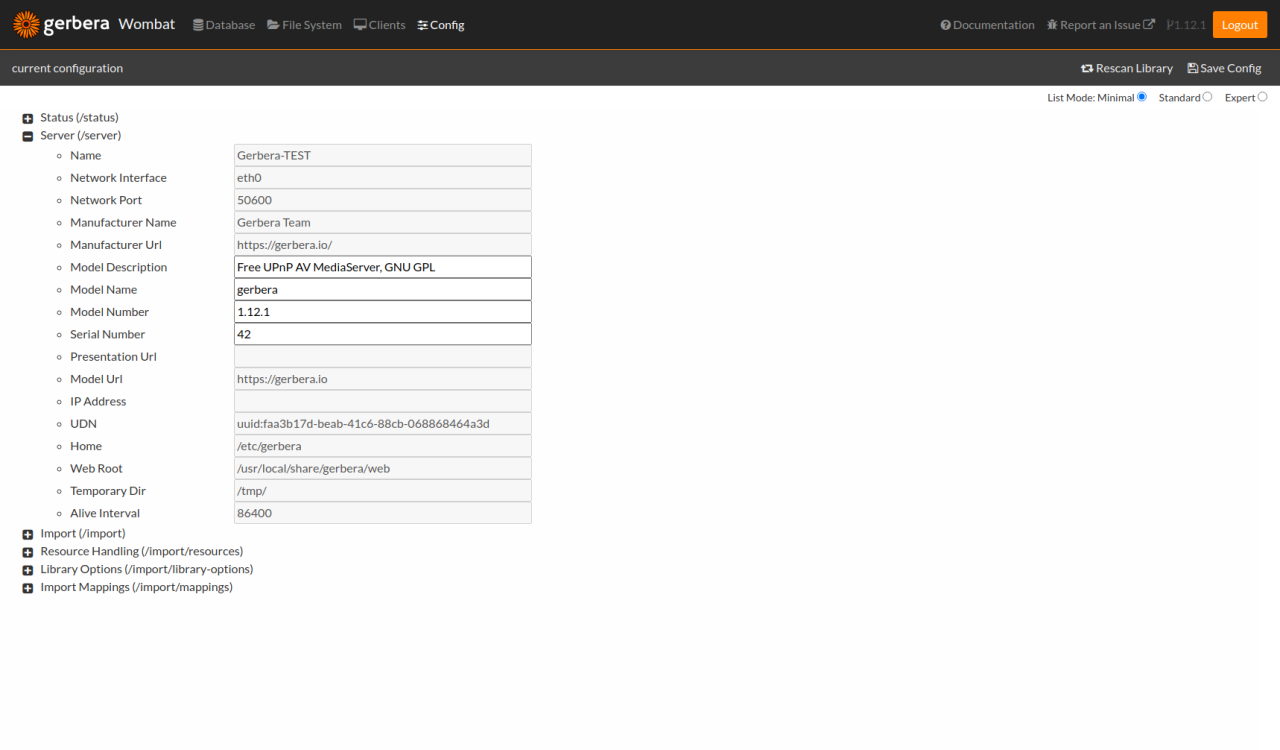 gerbera Wombat Database File System Clients Config Documentation Report an Issue 1.12.1 Logout
current configuration Rescan Library Save Config
List Mode: Minimal Standard Expert
Status (/status)
Server (/server)
Name Gerbera-TEST
Network Interface eth0
Network Port 50600
Manufacturer Name Gerbera Team
Manufacturer Url https://gerbera.io/
Model Description Free UPnP AV MediaServer, GNU GPL
Model Name gerbera
Model Number 1.12.1
Serial Number 42
Presentation Url
Model Url https://gerbera.io
IP Address
UDN uuid:faa3b17d-beab-41c6-88cb-068868464a3d
Home /etc/gerbera
Web Root /usr/local/share/gerbera/web
Temporary Dir /tmp/
Alive Interval 86400
Import (/import)
Resource Handling (/import/resources)
Library Options (/import/library-options)
Import Mappings (/import/mappings)